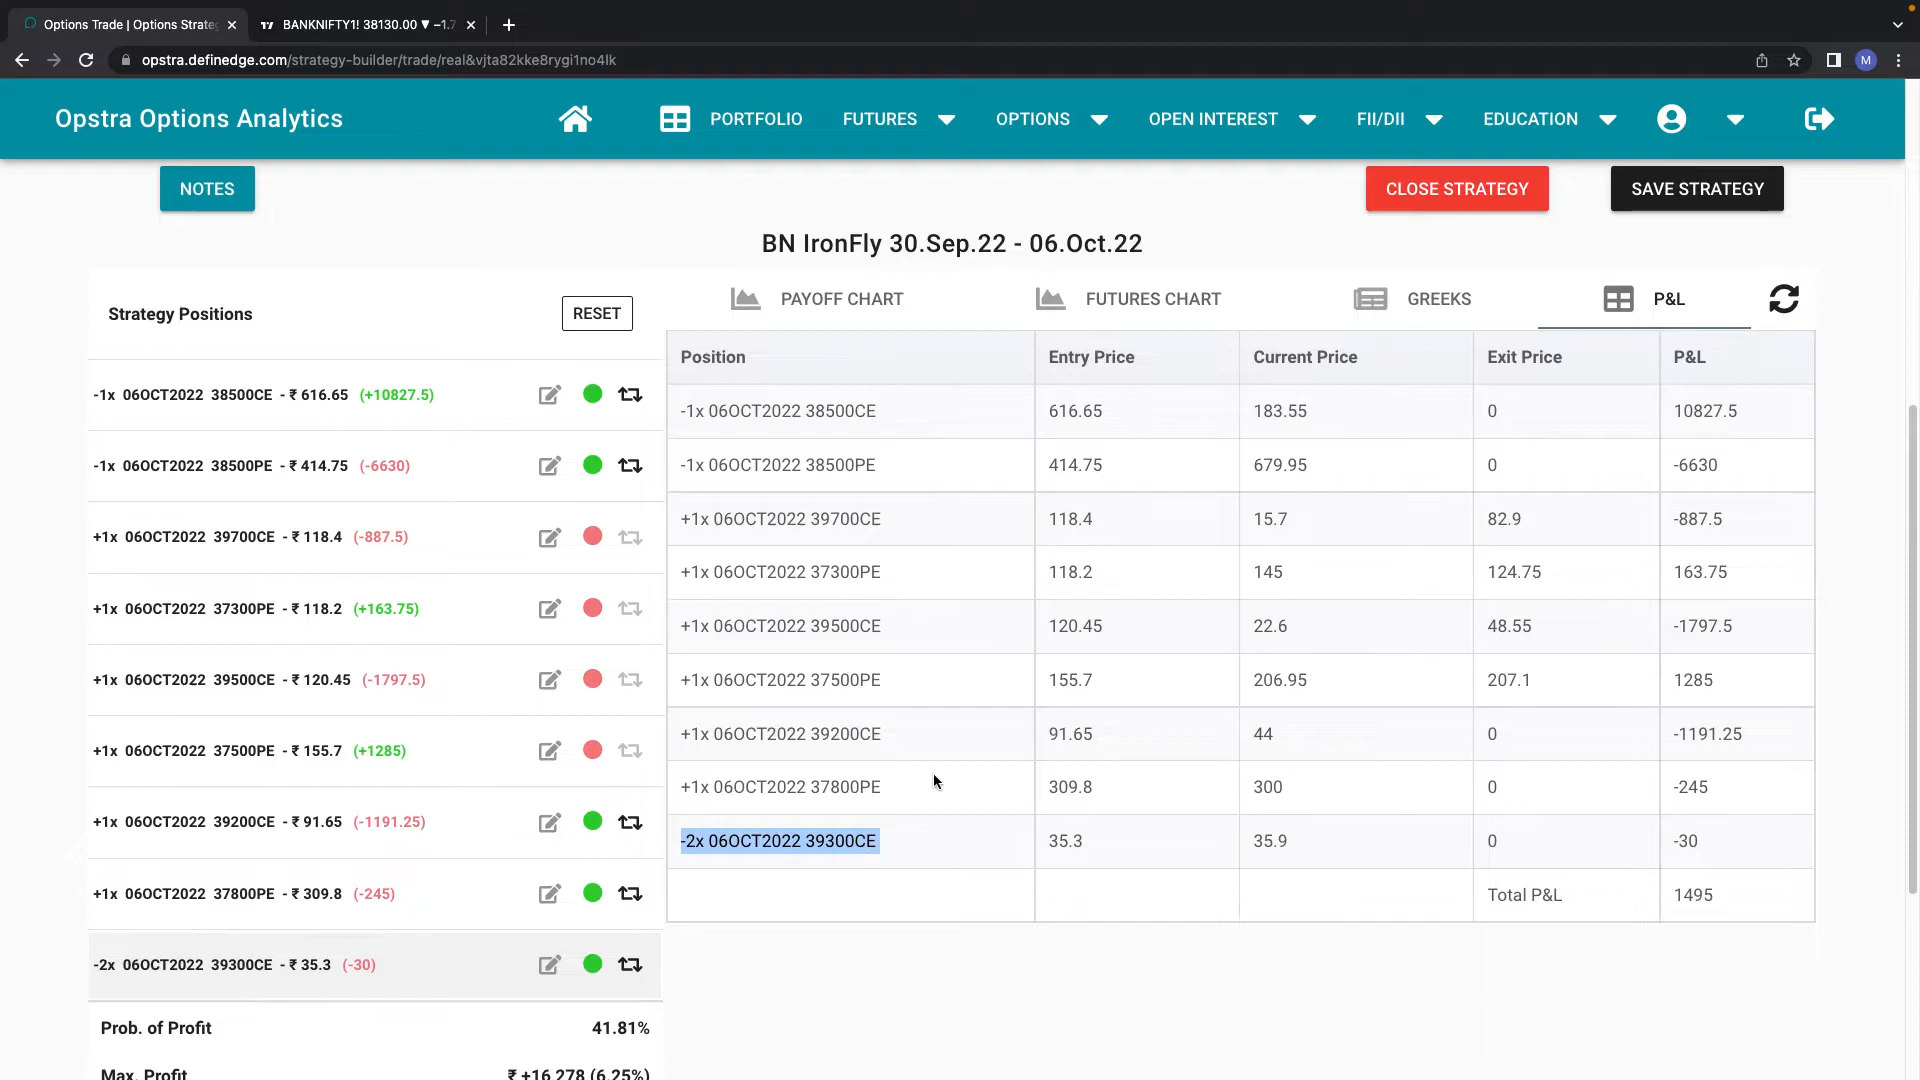 Options Trade | Options Strate
BANKNIFTY1! 38130.00 ▼ −1.7
opstra.definedge.com/strategy-builder/trade/real&vjta82kke8rygi1no4lk
M
Opstra Options Analytics
PORTFOLIO
FUTURES
OPTIONS
OPEN INTEREST
FII/DII
EDUCATION
NOTES
CLOSE STRATEGY
SAVE STRATEGY
BN IronFly 30.Sep.22 - 06.Oct.22
Strategy Positions
RESET
-1x 06OCT2022 38500CE - ₹ 616.65 (+10827.5)
-1x 06OCT2022 38500PE - ₹ 414.75 (-6630)
+1x 06OCT2022 39700CE - ₹ 118.4 (-887.5)
+1x 06OCT2022 37300PE - ₹ 118.2 (+163.75)
+1x 06OCT2022 39500CE - ₹ 120.45 (-1797.5)
+1x 06OCT2022 37500PE - ₹ 155.7 (+1285)
+1x 06OCT2022 39200CE - ₹ 91.65 (-1191.25)
+1x 06OCT2022 37800PE - ₹ 309.8 (-245)
-2x 06OCT2022 39300CE - ₹ 35.3 (-30)
Prob. of Profit 41.81%
Max. Profit ₹ +16,278 (6.25%)
PAYOFF CHART
FUTURES CHART
GREEKS
P&L
Position Entry Price Current Price Exit Price P&L
-1x 06OCT2022 38500CE 616.65 183.55 0 10827.5
-1x 06OCT2022 38500PE 414.75 679.95 0 -6630
+1x 06OCT2022 39700CE 118.4 15.7 82.9 -887.5
+1x 06OCT2022 37300PE 118.2 145 124.75 163.75
+1x 06OCT2022 39500CE 120.45 22.6 48.55 -1797.5
+1x 06OCT2022 37500PE 155.7 206.95 207.1 1285
+1x 06OCT2022 39200CE 91.65 44 0 -1191.25
+1x 06OCT2022 37800PE 309.8 300 0 -245
-2x 06OCT2022 39300CE 35.3 35.9 0 -30
Total P&L 1495